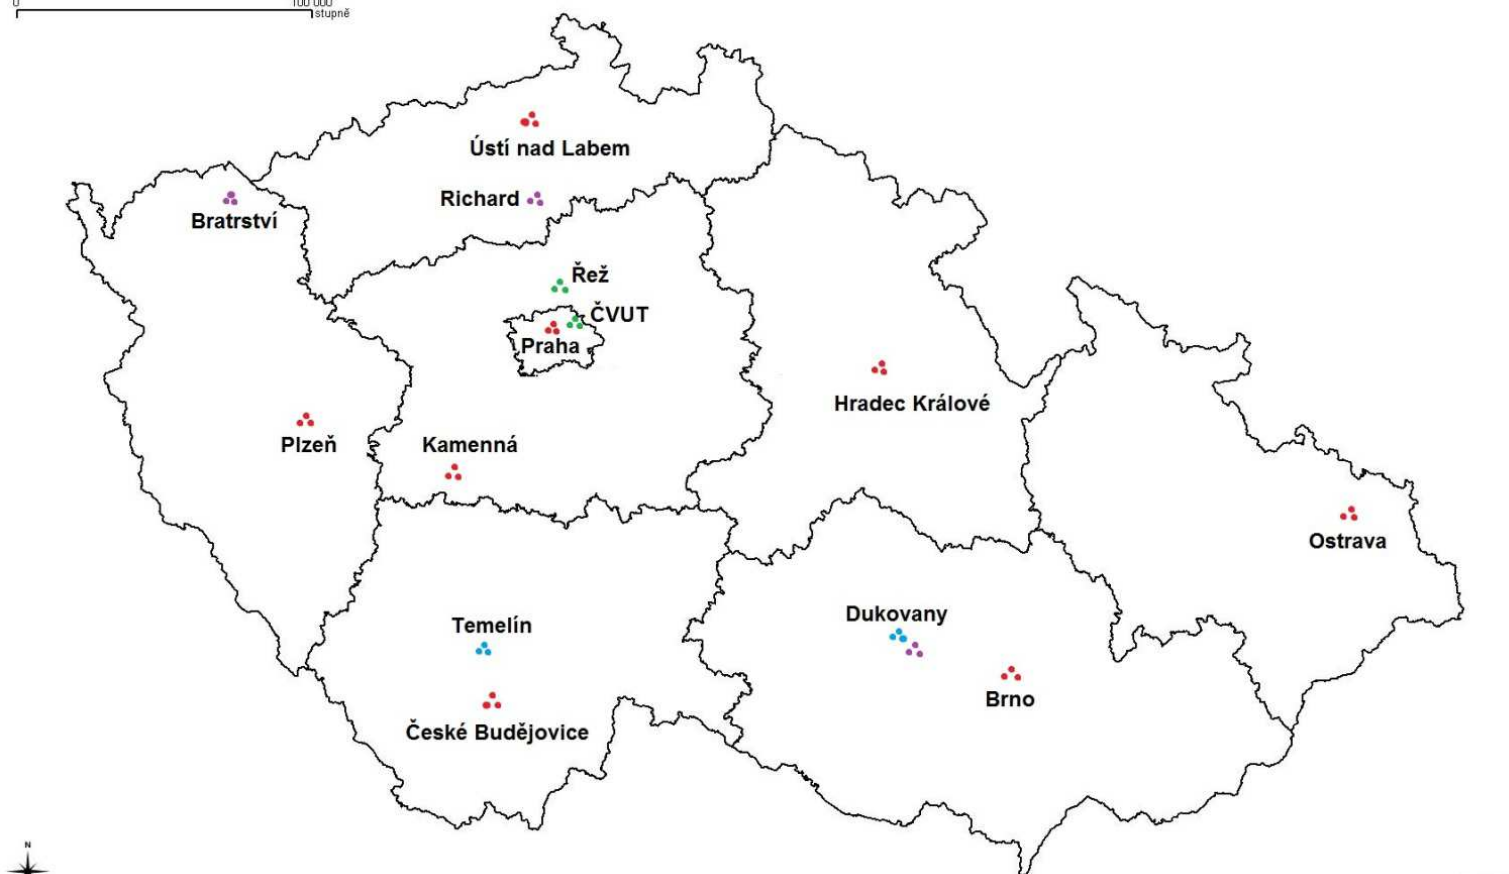 0 100 000
stupně
Ústí nad Labem
Richard
Bratrství
Řež
ČVUT
Praha
Hradec Králové
Plzeň
Kamenná
Ostrava
Dukovany
Temelín
Brno
České Budějovice
N